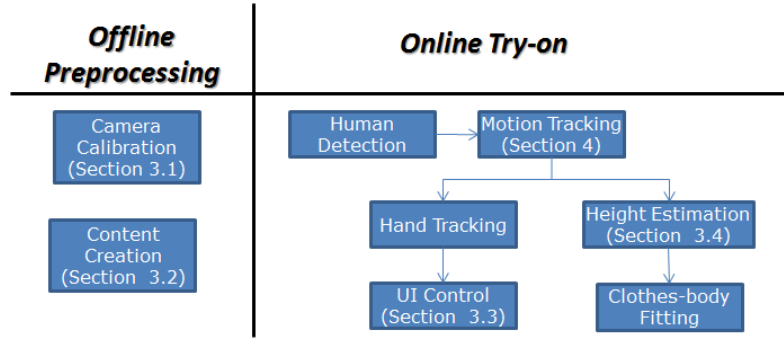 Offline
Preprocessing
Online Try-on
Camera
Calibration
(Section 3.1)
Content
Creation
(Section 3.2)
Human
Detection
Motion Tracking
(Section 4)
Hand Tracking
Height Estimation
(Section 3.4)
UI Control
(Section 3.3)
Clothes-body
Fitting